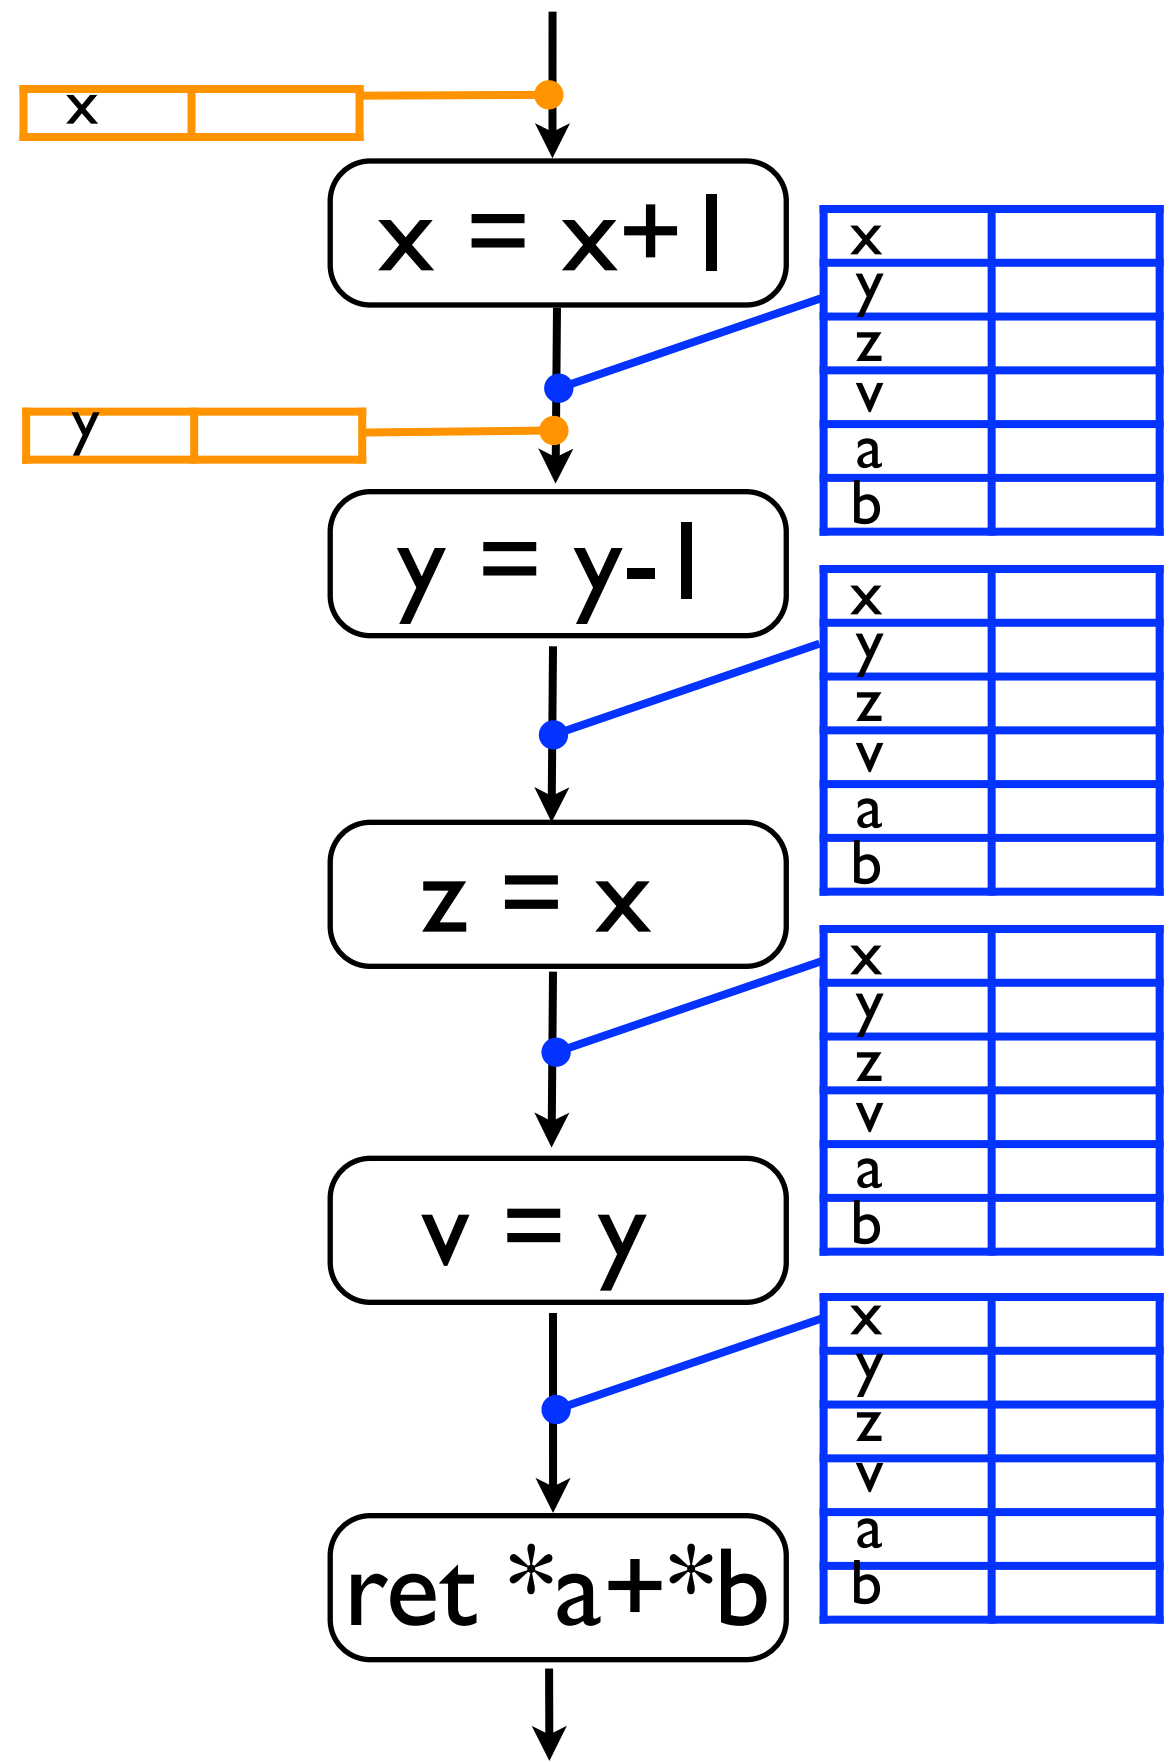 x
x = x+1
x
y
z
v
a
b
y
y = y-1
x
y
z
v
a
b
z = x
x
y
z
v
a
b
v = y
x
y
z
v
a
b
ret *a+*b